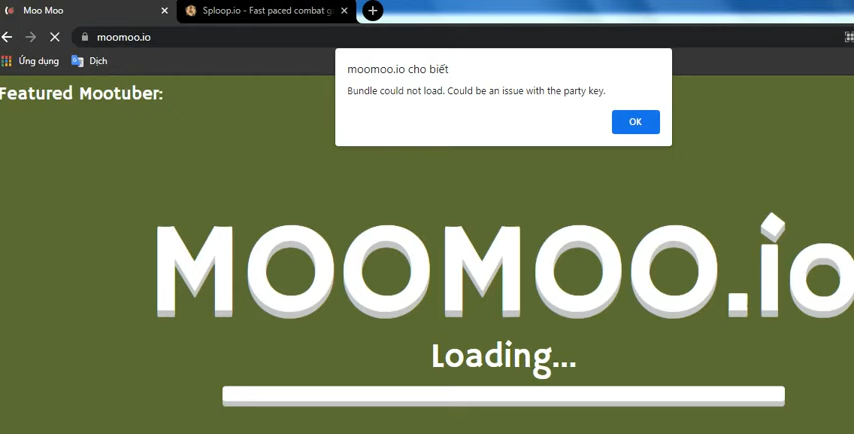 Moo Moo
Sploop.io - Fast paced combat g
moomoo.io
Ứng dụng
Dịch
moomoo.io cho biết
Bundle could not load. Could be an issue with the party key.
OK
Featured Mootuber:
MOOMOO.io
Loading...